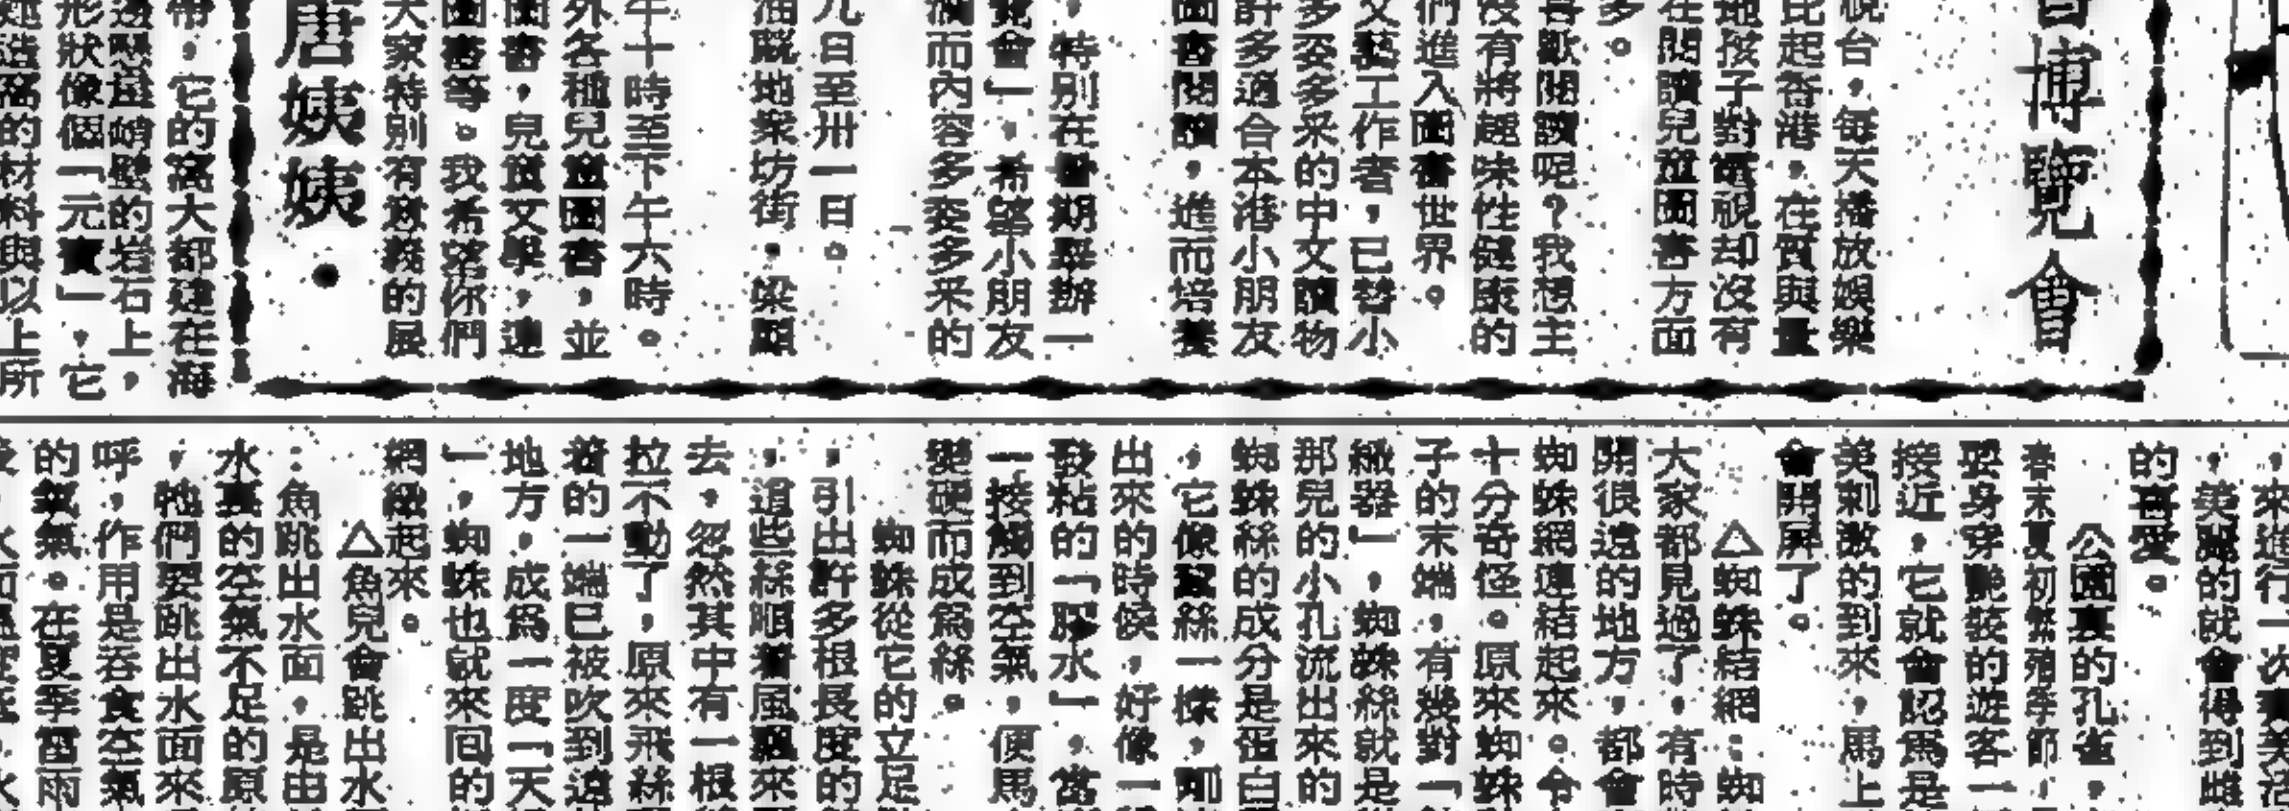 書博覽會
視台，每天播放娛樂
比起香港，在質與量
地孩子對電視却沒有
在閱讀兒童圖書方面
多。
喜歡閱讀呢？我想主
沒有將趣味性健康的
們進入圖書世界。
文藝工作者，已替小
多姿多采的中文讀物
許多適合本港小朋友
圖書閱讀，進而培養
，特別在暑期舉辦一
覽會」，希望小朋友
而內容多姿多采的
九日至卅一日。
油蔴地眾坊街·梁顯
午十時至下午六時。
外各種兒童圖書，並
圖書，兒童文學，連
圖書等。我希望你們
大家特別有意義的展
唐姨姨·
帶，它的窩大都建在海
邊懸崖峭壁的岩石上，
形狀像個「元寶」，它
造窩的材料與以上所
，來進行一次
，美麗的就會得到雌
的喜愛。
公園裏的孔雀，
春末夏初繁殖季節，
要身穿艷裝的遊客一
接近，它就會認爲是
美刺激的到來，馬上
會開屏了。
△蜘蛛結網：蜘
大家都見過了，有時
開很遠的地方，都會
蜘蛛網連結起來。令
十分奇怪。原來蜘蛛
子的末端，有幾對「
績器」，蜘蛛絲就是
那兒的小孔流出來的
蜘蛛絲的成分是蛋白
，它像蠶絲一樣，剛
出來的時候，好像一
我粘的「膠水」，當
一接觸到空氣，便馬
變硬而成爲絲。
蜘蛛從它的立足
，引出許多根長度的
，這些絲順着風飄來
去，忽然其中有一根
拉不動了，原來飛絲
着的一端已被吹到遠
地方，成爲一度「天
」，蜘蛛也就來回的
網織起來。
△魚兒會跳出水
：魚跳出水面，是由
水裏的空氣不足的原
，牠們要跳出水面來
呼，作用是吞食空氣
的氧氣。在夏季雷雨